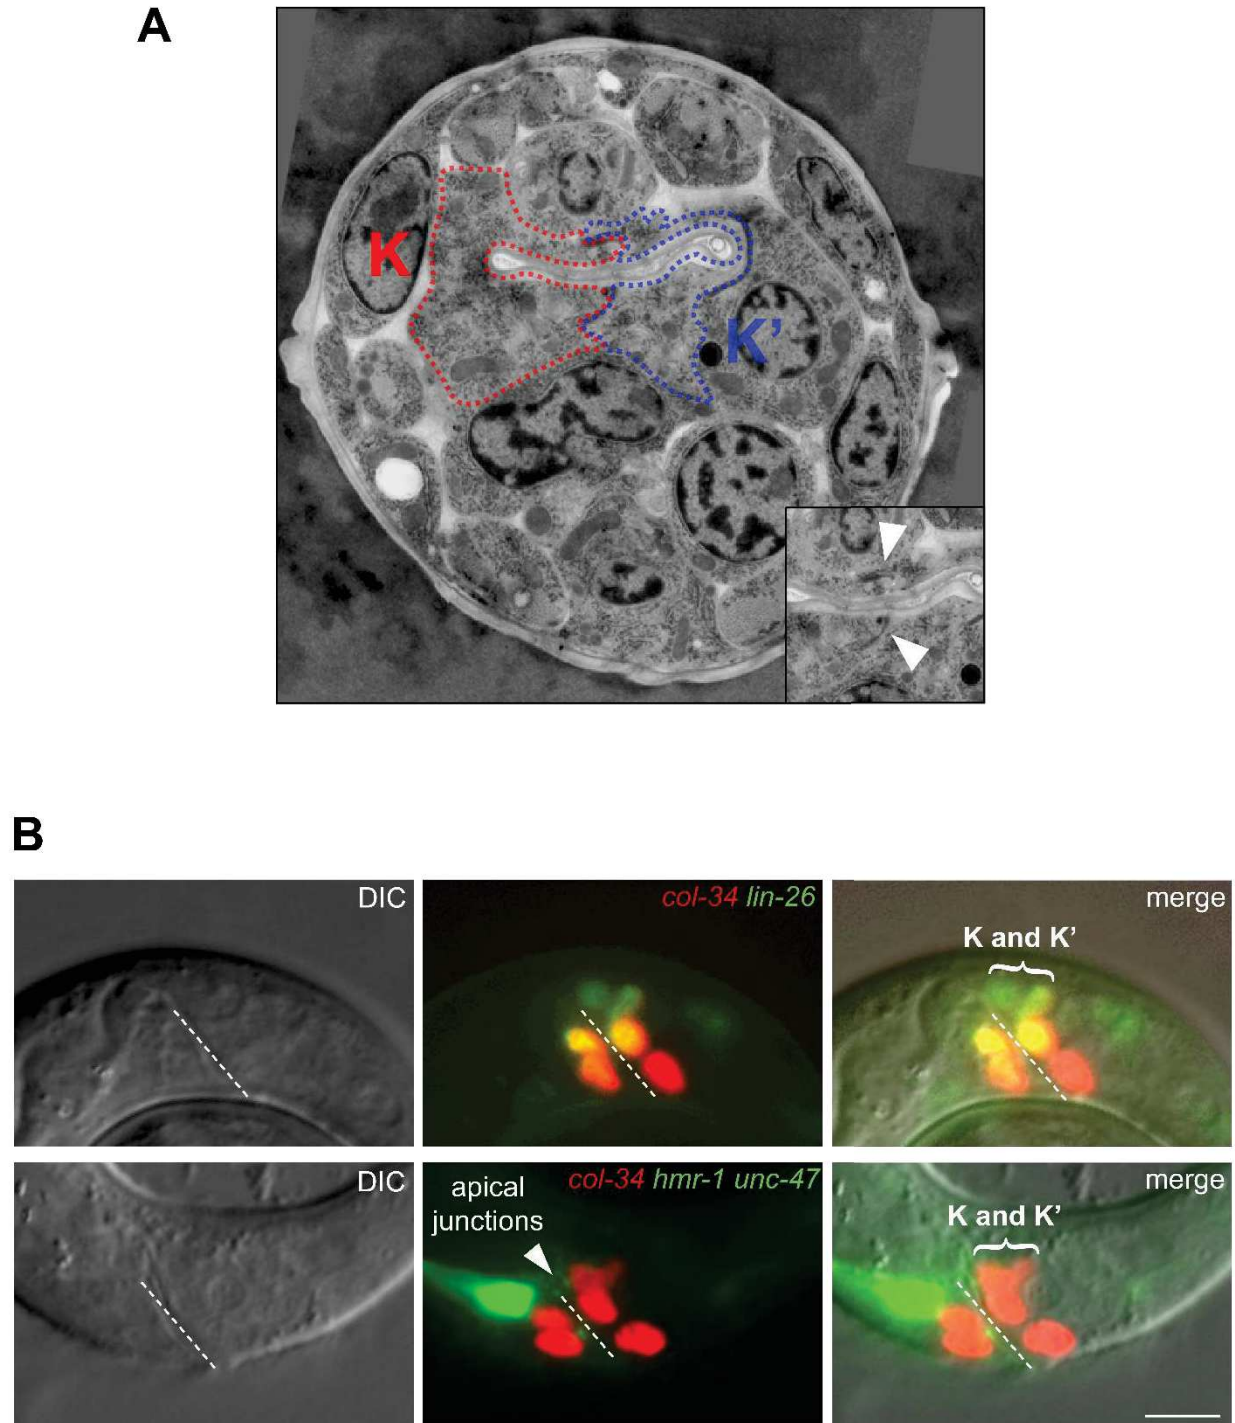 A
K
K’
B
DIC
col-34 lin-26
merge
K and K’
DIC
col-34 hmr-1 unc-47
apical
junctions
merge
K and K’